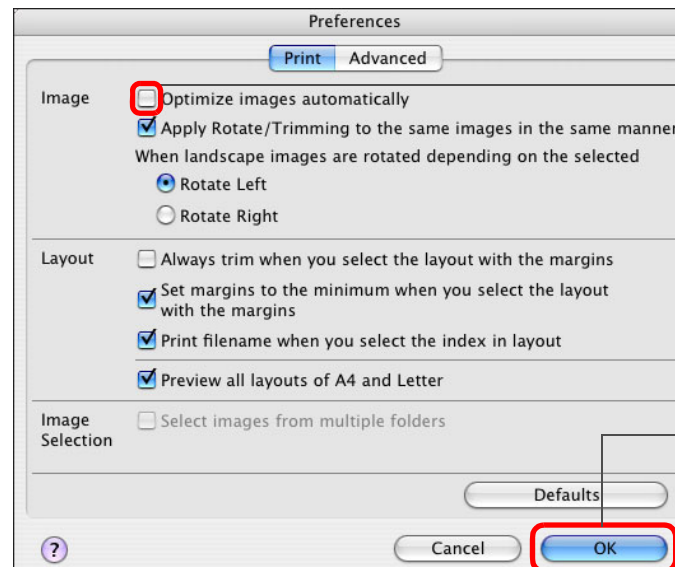 Preferences
Print Advanced
Image
Optimize images automatically
Apply Rotate/Trimming to the same images in the same manner
When landscape images are rotated depending on the selected
Rotate Left
Rotate Right
Layout
Always trim when you select the layout with the margins
Set margins to the minimum when you select the layout
with the margins
Print filename when you select the index in layout
Preview all layouts of A4 and Letter
Image
Selection
Select images from multiple folders
Defaults
?
Cancel
OK